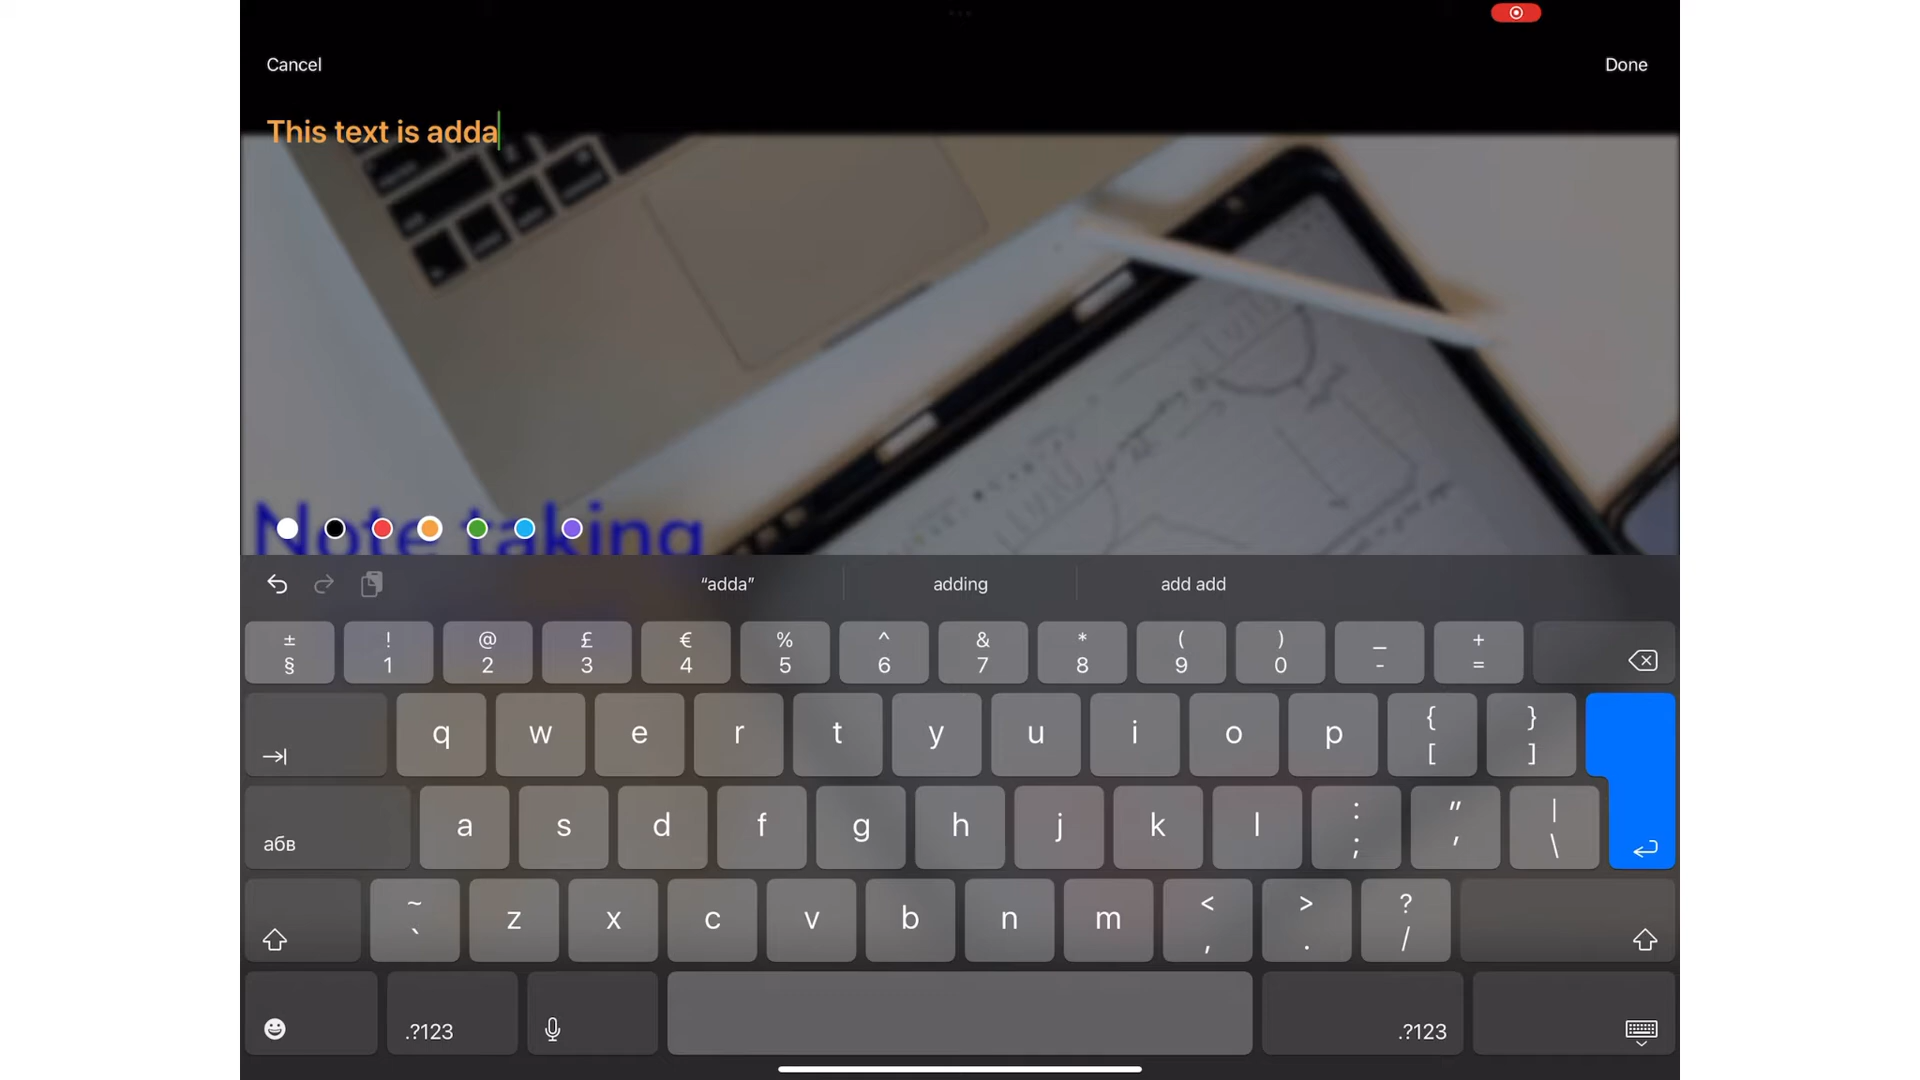 Cancel
Done
This text is adda
Note taking
“adda”
adding
add add
± ! @ £ € % ^ & * ( ) _ +
§ 1 2 3 4 5 6 7 8 9 0 - =
q w e r t y u i o p { }
[ ]
абв a s d f g h j k l : " |
; ' \
~ z x c v b n m < > ?
` , . /
.?123
.?123